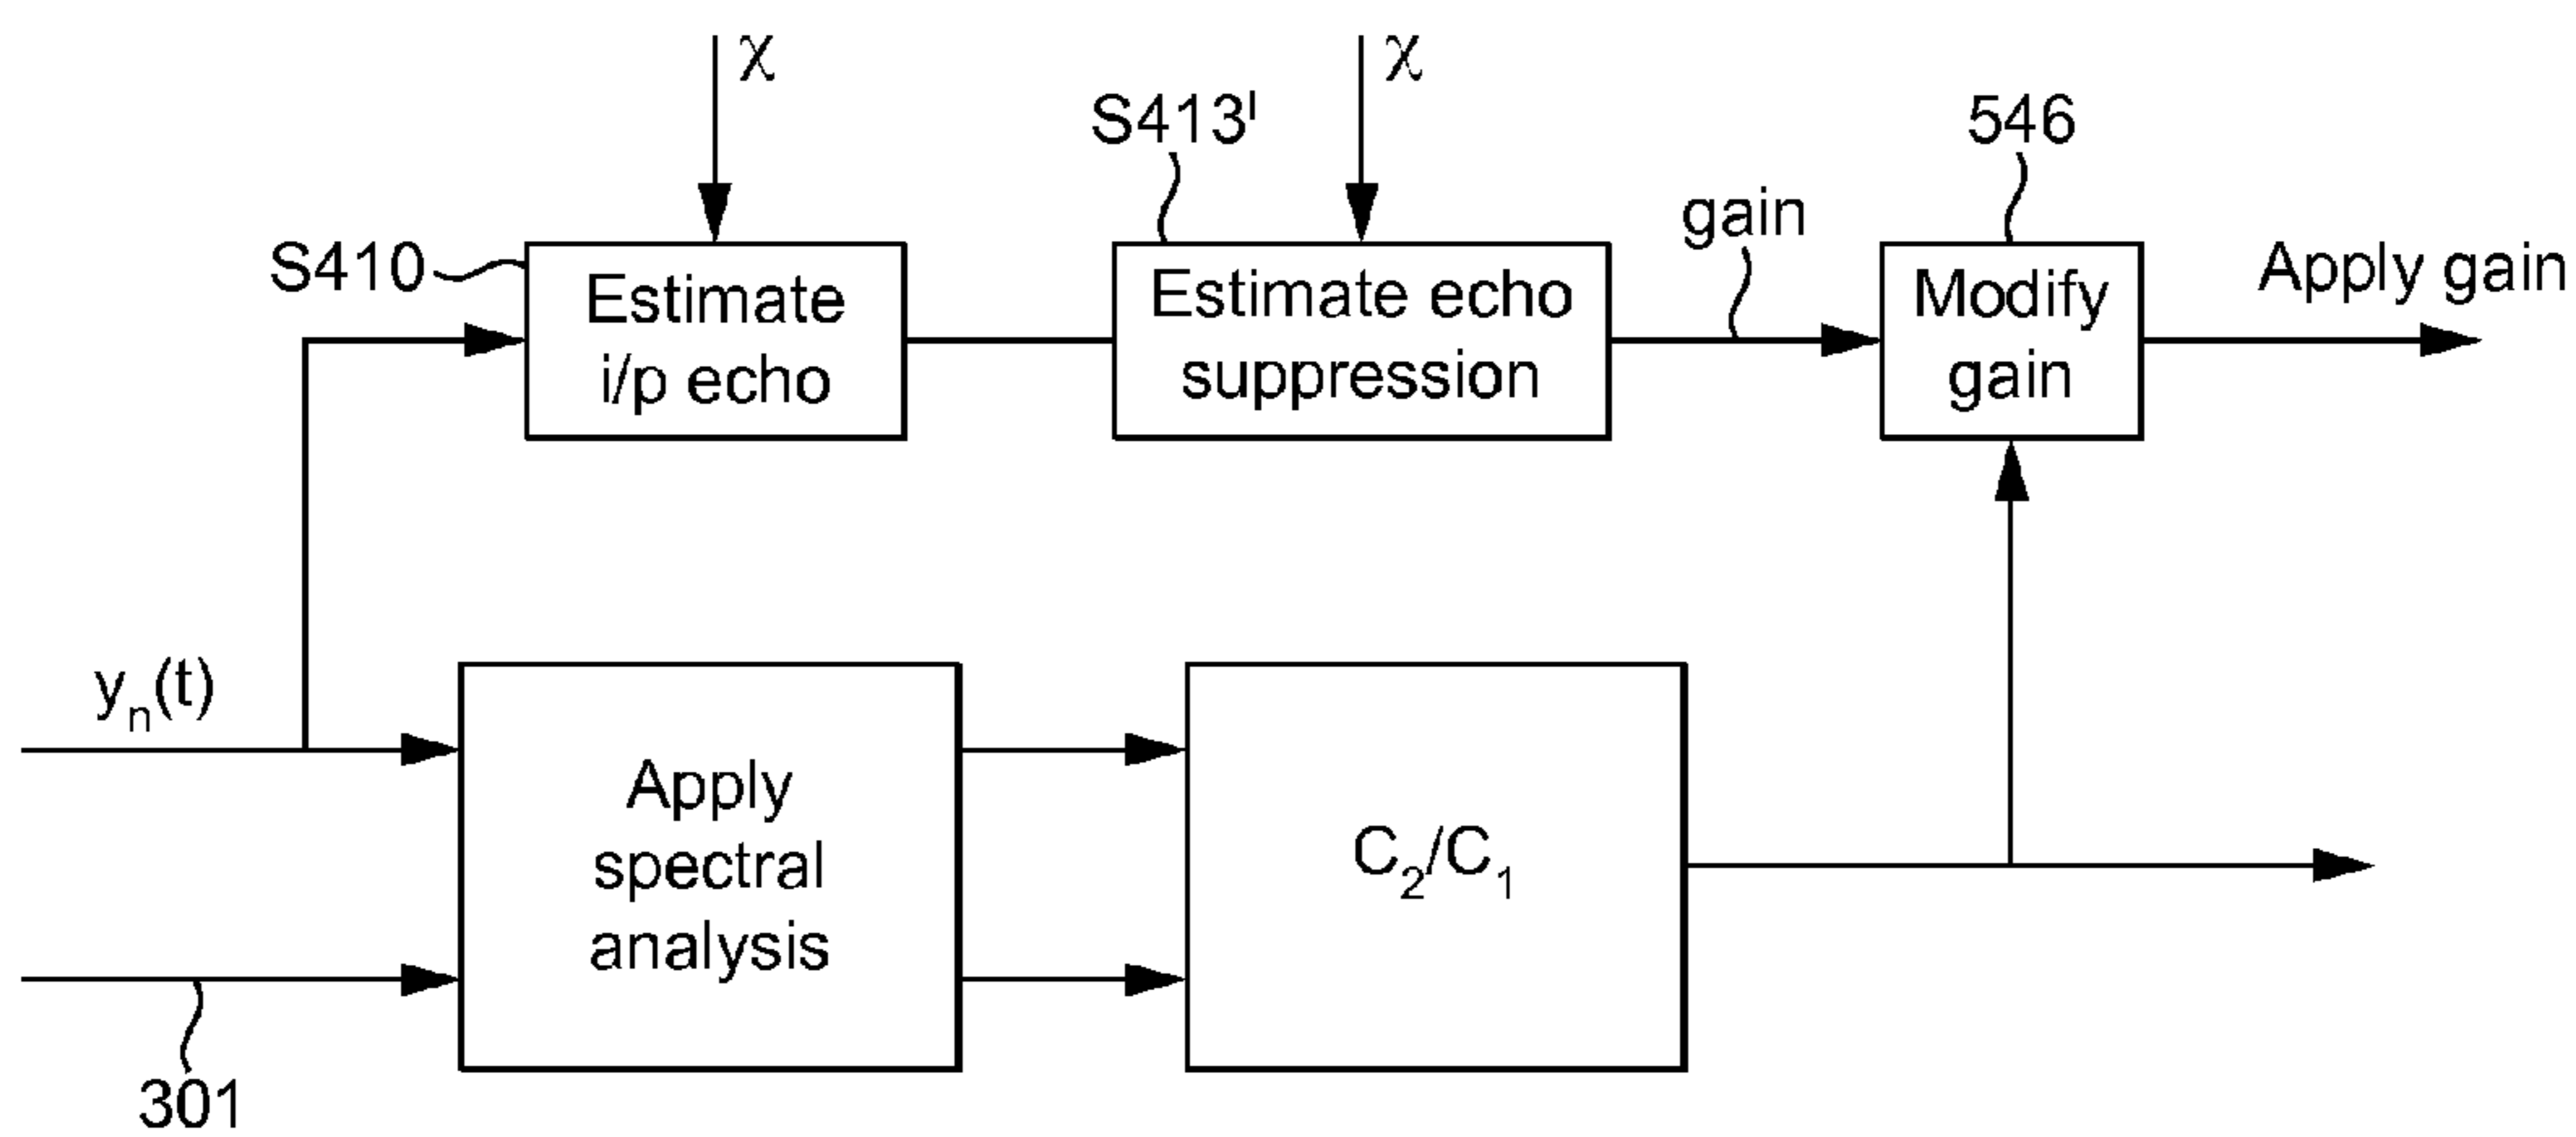 χ
χ
S413ᴵ
546
gain
S410
Estimate
i/p echo
Estimate echo
suppression
Modify
gain
Apply gain
yₙ(t)
Apply
spectral
analysis
C₂/C₁
301